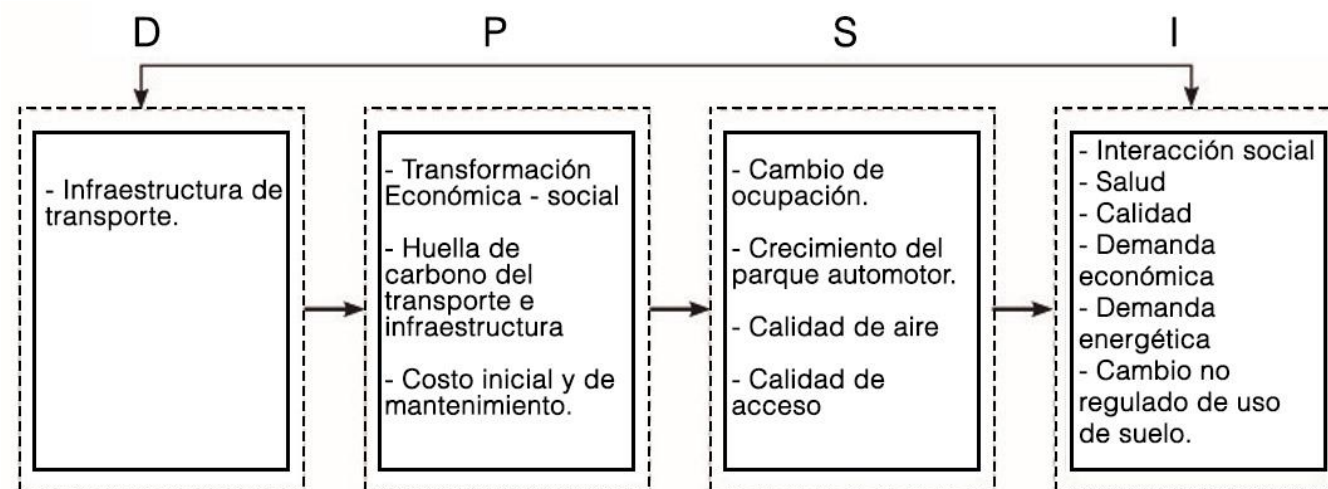 D
P
S
I
- Infraestructura de
transporte.
- Transformación
Económica - social
- Huella de
carbono del
transporte e
infraestructura
- Costo inicial y de
mantenimiento.
- Cambio de
ocupación.
- Crecimiento del
parque automotor.
- Calidad de aire
- Calidad de
acceso
- Interacción social
- Salud
- Calidad
- Demanda
económica
- Demanda
energética
- Cambio no
regulado de uso
de suelo.